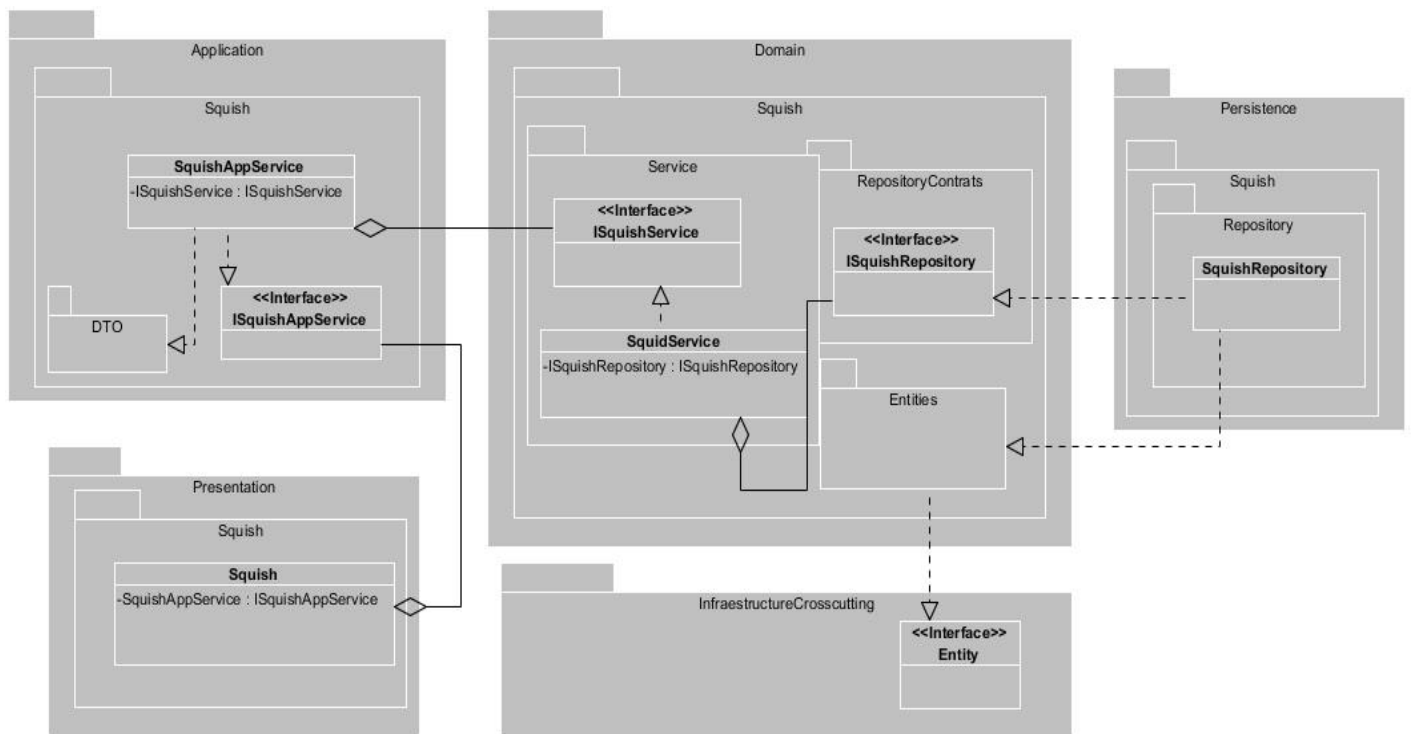 Application
Squish
SquishAppService
-ISquishService : ISquishService
<<Interface>>
ISquishAppService
DTO
Domain
Squish
Service
<<Interface>>
ISquishService
SquidService
-ISquishRepository : ISquishRepository
RepositoryContrats
<<Interface>>
ISquishRepository
Entities
Persistence
Squish
Repository
SquishRepository
Presentation
Squish
Squish
-SquishAppService : ISquishAppService
InfraestructureCrosscutting
<<Interface>>
Entity